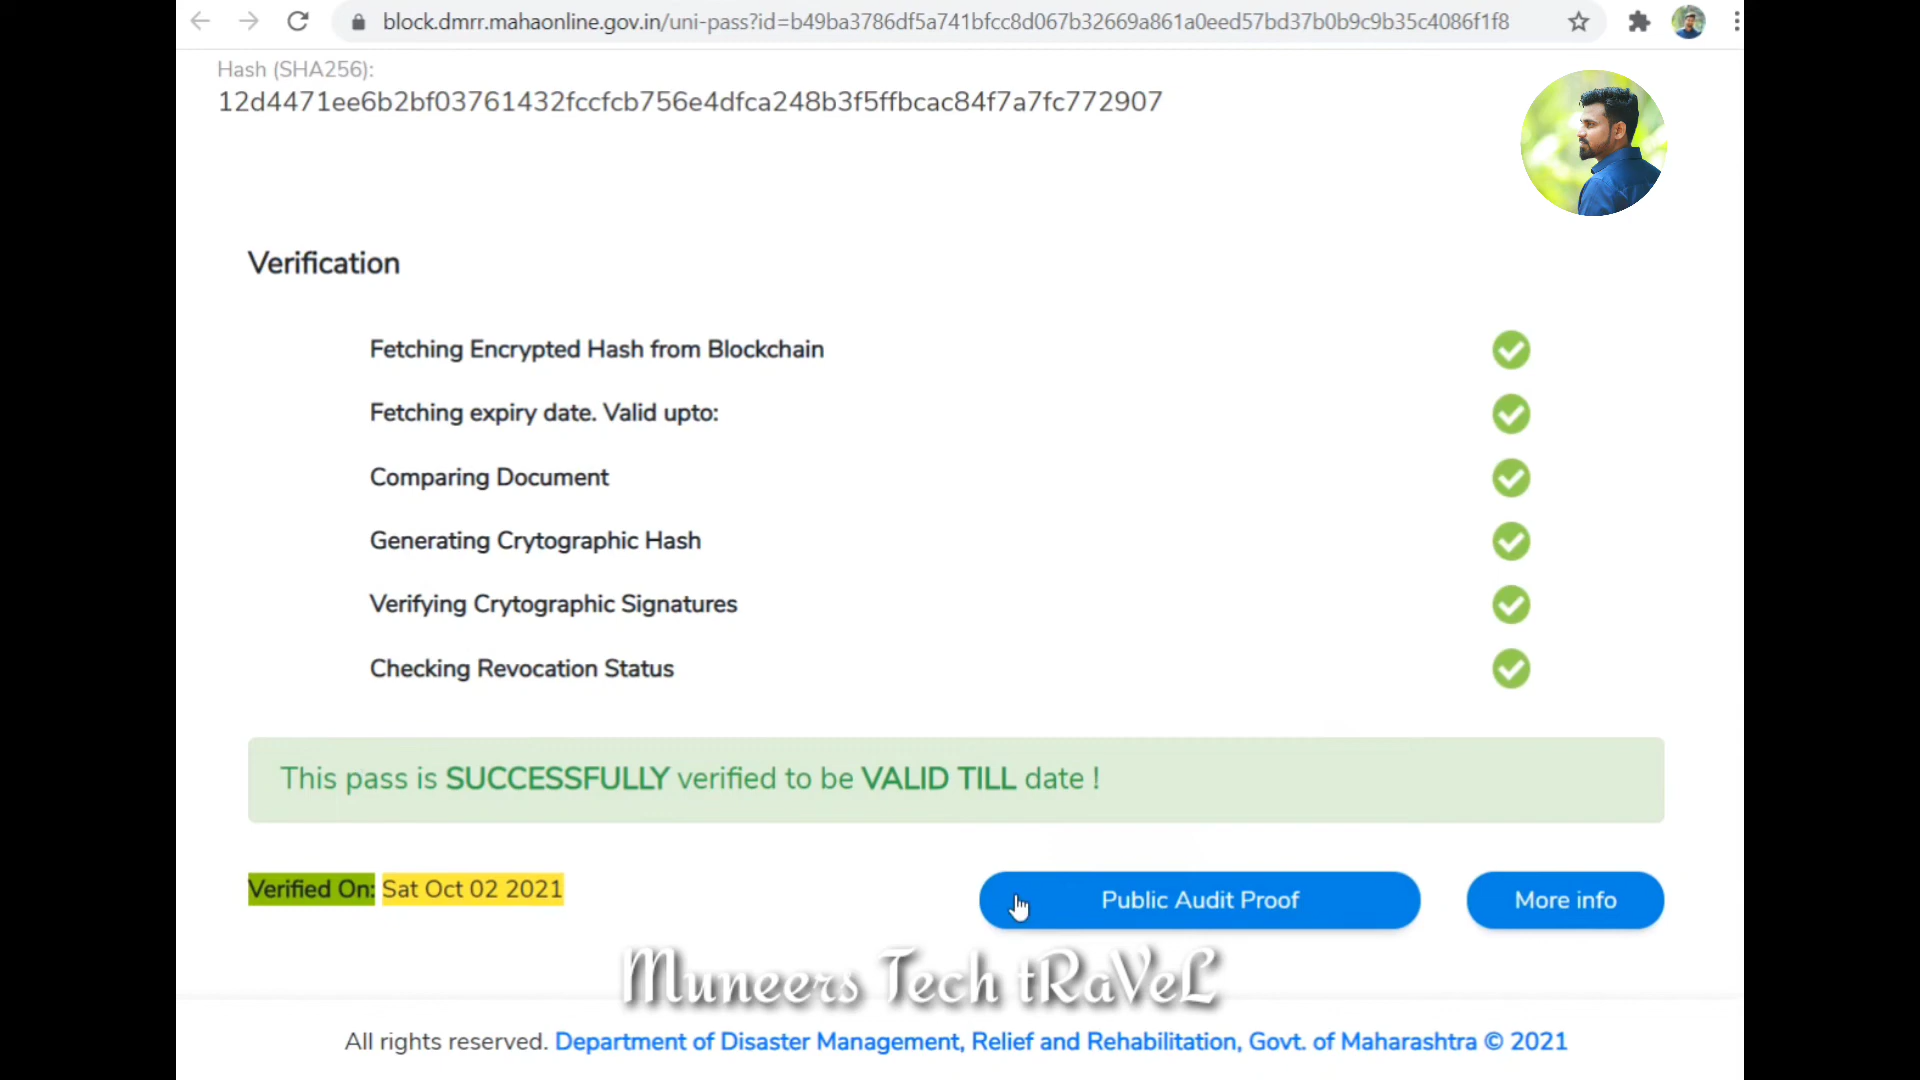 block.dmrr.mahaonline.gov.in/uni-pass?id=b49ba3786df5a741bfcc8d067b32669a861a0eed57bd37b0b9c9b35c4086f1f8
Hash (SHA256):
12d4471ee6b2bf03761432fccfcb756e4dfca248b3f5ffbcac84f7a7fc772907
Verification
Fetching Encrypted Hash from Blockchain
Fetching expiry date. Valid upto:
Comparing Document
Generating Crytographic Hash
Verifying Crytographic Signatures
Checking Revocation Status
This pass is SUCCESSFULLY verified to be VALID TILL date !
Verified On: Sat Oct 02 2021
Public Audit Proof
More info
Muneers Tech tRaVeL
All rights reserved. Department of Disaster Management, Relief and Rehabilitation, Govt. of Maharashtra © 2021